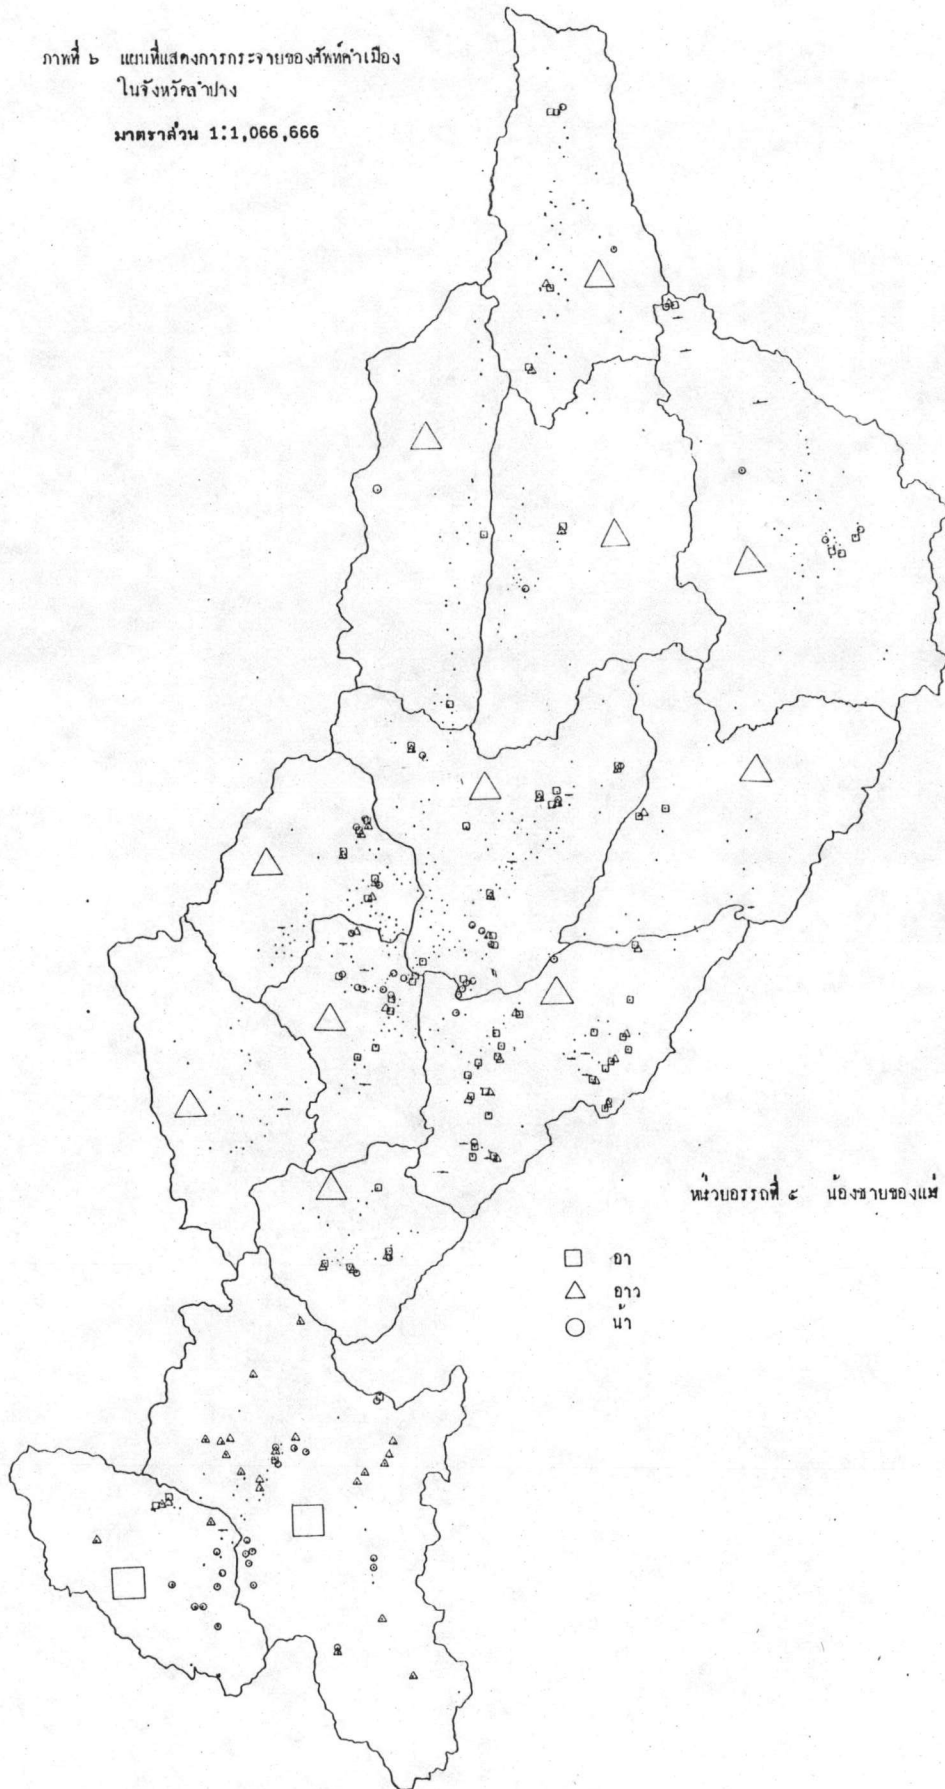 ภาพที่ ๖ แผนที่แสดงการกระจายของศัพท์คำเมือง
ในจังหวัดลำปาง
มาตราส่วน 1:1,066,666
หน่วยอรรถที่ ๕ น้องชายของแม่
อา
อาว
น้า